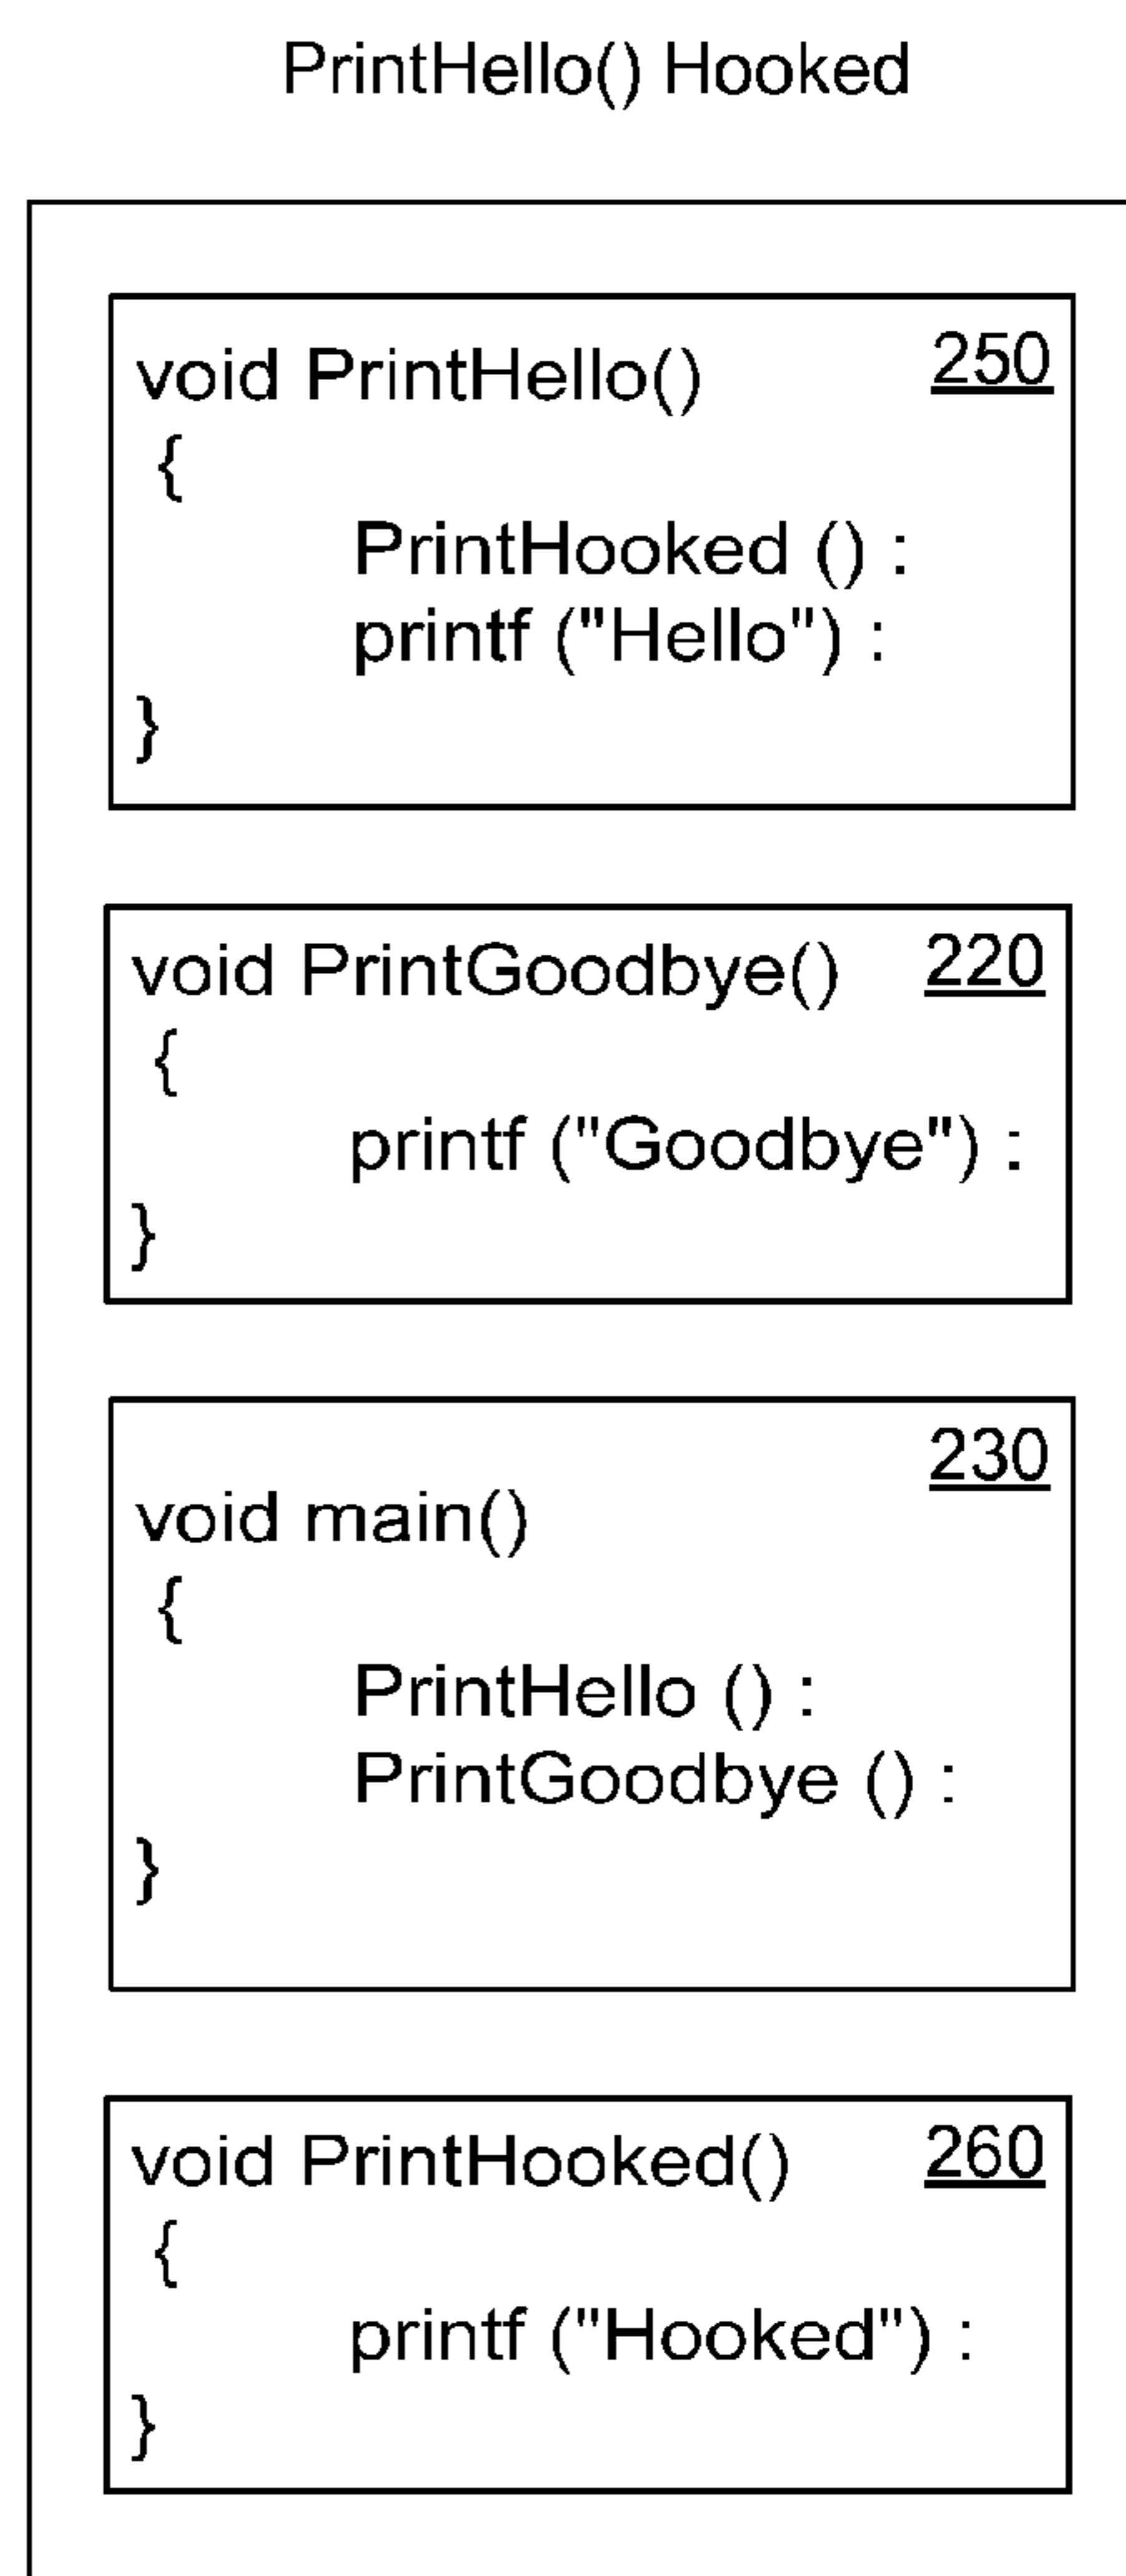 PrintHello() Hooked
void PrintHello() 250
{
PrintHooked () :
printf ("Hello") :
}
void PrintGoodbye() 220
{
printf ("Goodbye") :
}
230
void main()
{
PrintHello () :
PrintGoodbye () :
}
void PrintHooked() 260
{
printf ("Hooked") :
}